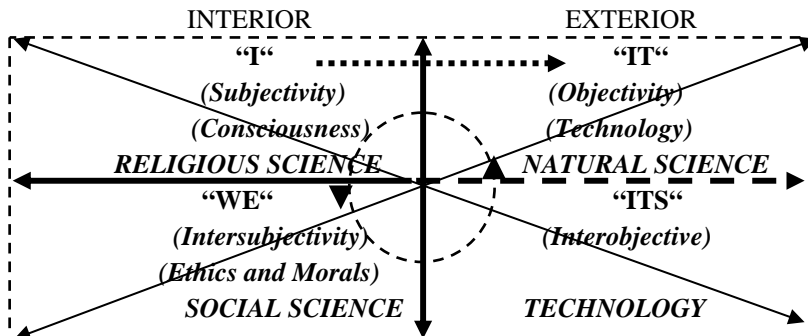 INTERIOR EXTERIOR
“I“ “IT“
(Subjectivity) (Objectivity)
(Consciousness) (Technology)
RELIGIOUS SCIENCE NATURAL SCIENCE
“WE“ “ITS“
(Intersubjectivity) (Interobjective)
(Ethics and Morals)
SOCIAL SCIENCE TECHNOLOGY